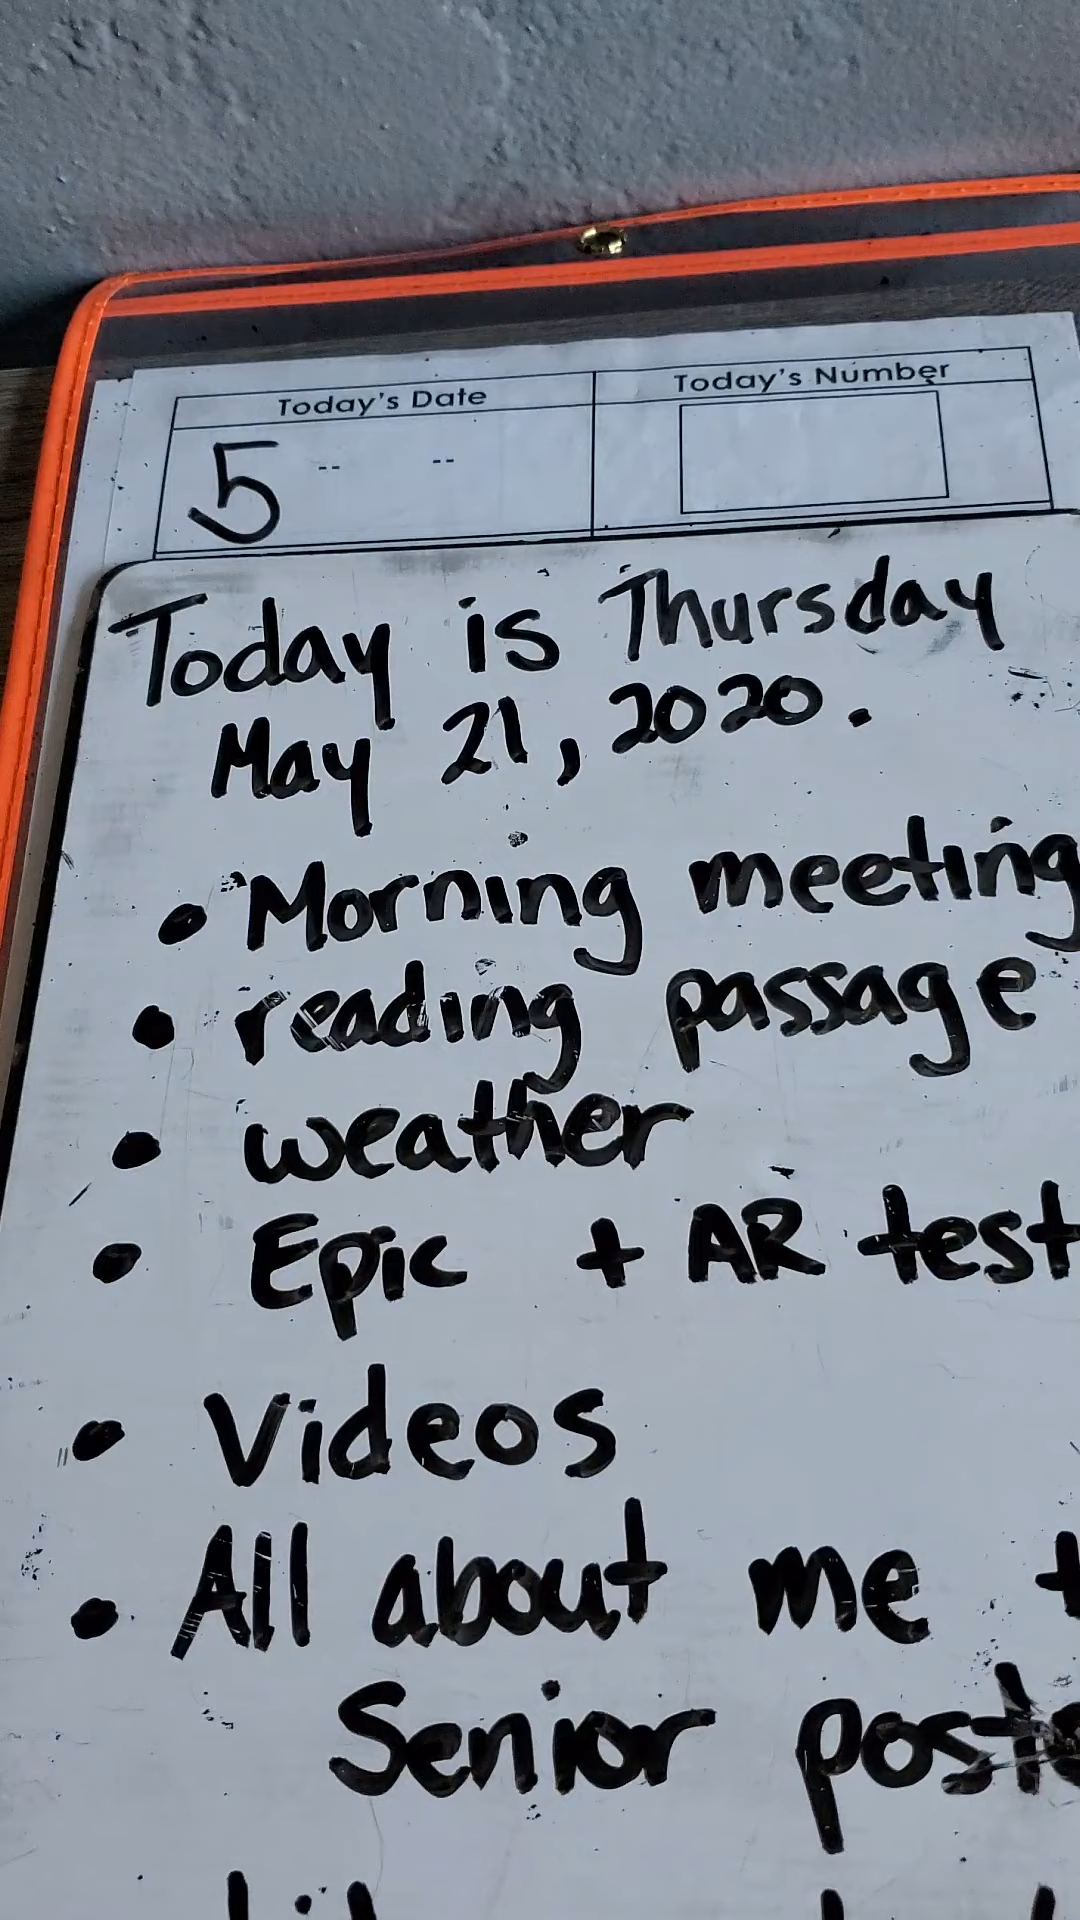 Today's Date Today's Number
5 -- --
Today is Thursday
May 21, 2020.
• Morning meeting
• reading passage
• weather
• Epic + AR test
• Videos
• All about me
Senior